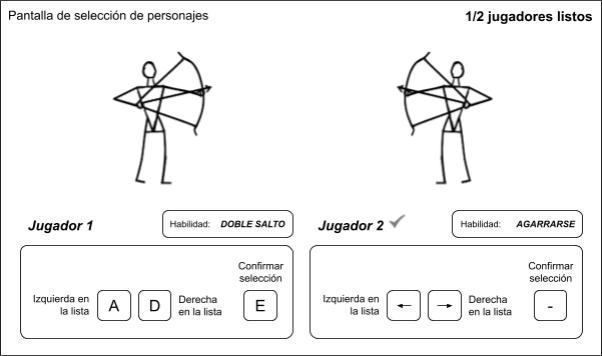 Pantalla de selección de personajes
1/2 jugadores listos
Jugador 1
Habilidad: DOBLE SALTO
Jugador 2
Habilidad: AGARRARSE
Confirmar
selección
Izquierda en
la lista
A
D
Derecha
en la lista
E
Confirmar
selección
Izquierda en
la lista
←
→
Derecha
en la lista
-